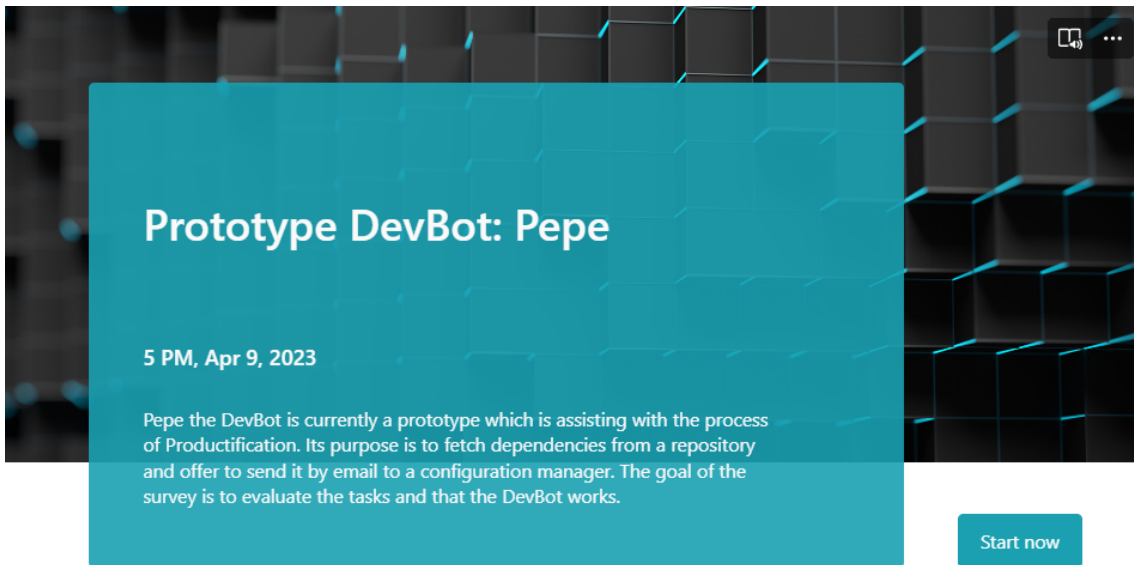 Prototype DevBot: Pepe
5 PM, Apr 9, 2023
Pepe the DevBot is currently a prototype which is assisting with the process
of Productification. Its purpose is to fetch dependencies from a repository
and offer to send it by email to a configuration manager. The goal of the
survey is to evaluate the tasks and that the DevBot works.
Start now